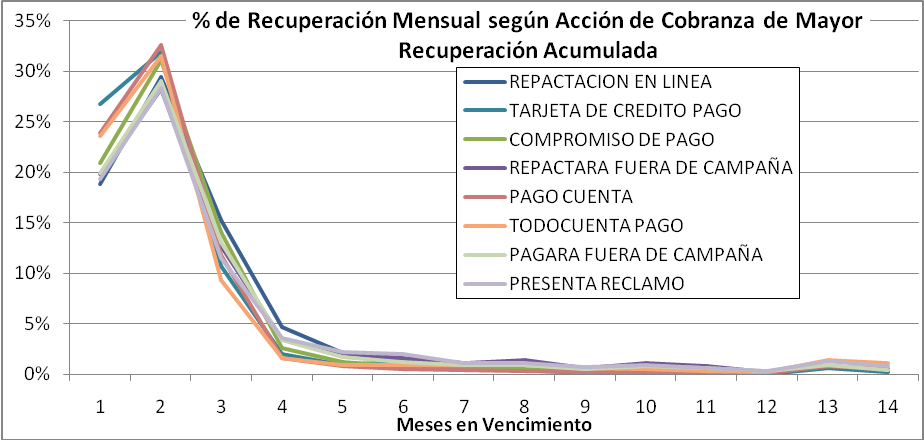 % de Recuperación Mensual según Acción de Cobranza de Mayor
Recuperación Acumulada
35%
30%
25%
20%
15%
10%
5%
0%
REPACTACION EN LINEA
TARJETA DE CREDITO PAGO
COMPROMISO DE PAGO
REPACTARA FUERA DE CAMPAÑA
PAGO CUENTA
TODOCUENTA PAGO
PAGARA FUERA DE CAMPAÑA
PRESENTA RECLAMO
1 2 3 4 5 6 7 8 9 10 11 12 13 14
Meses en Vencimiento